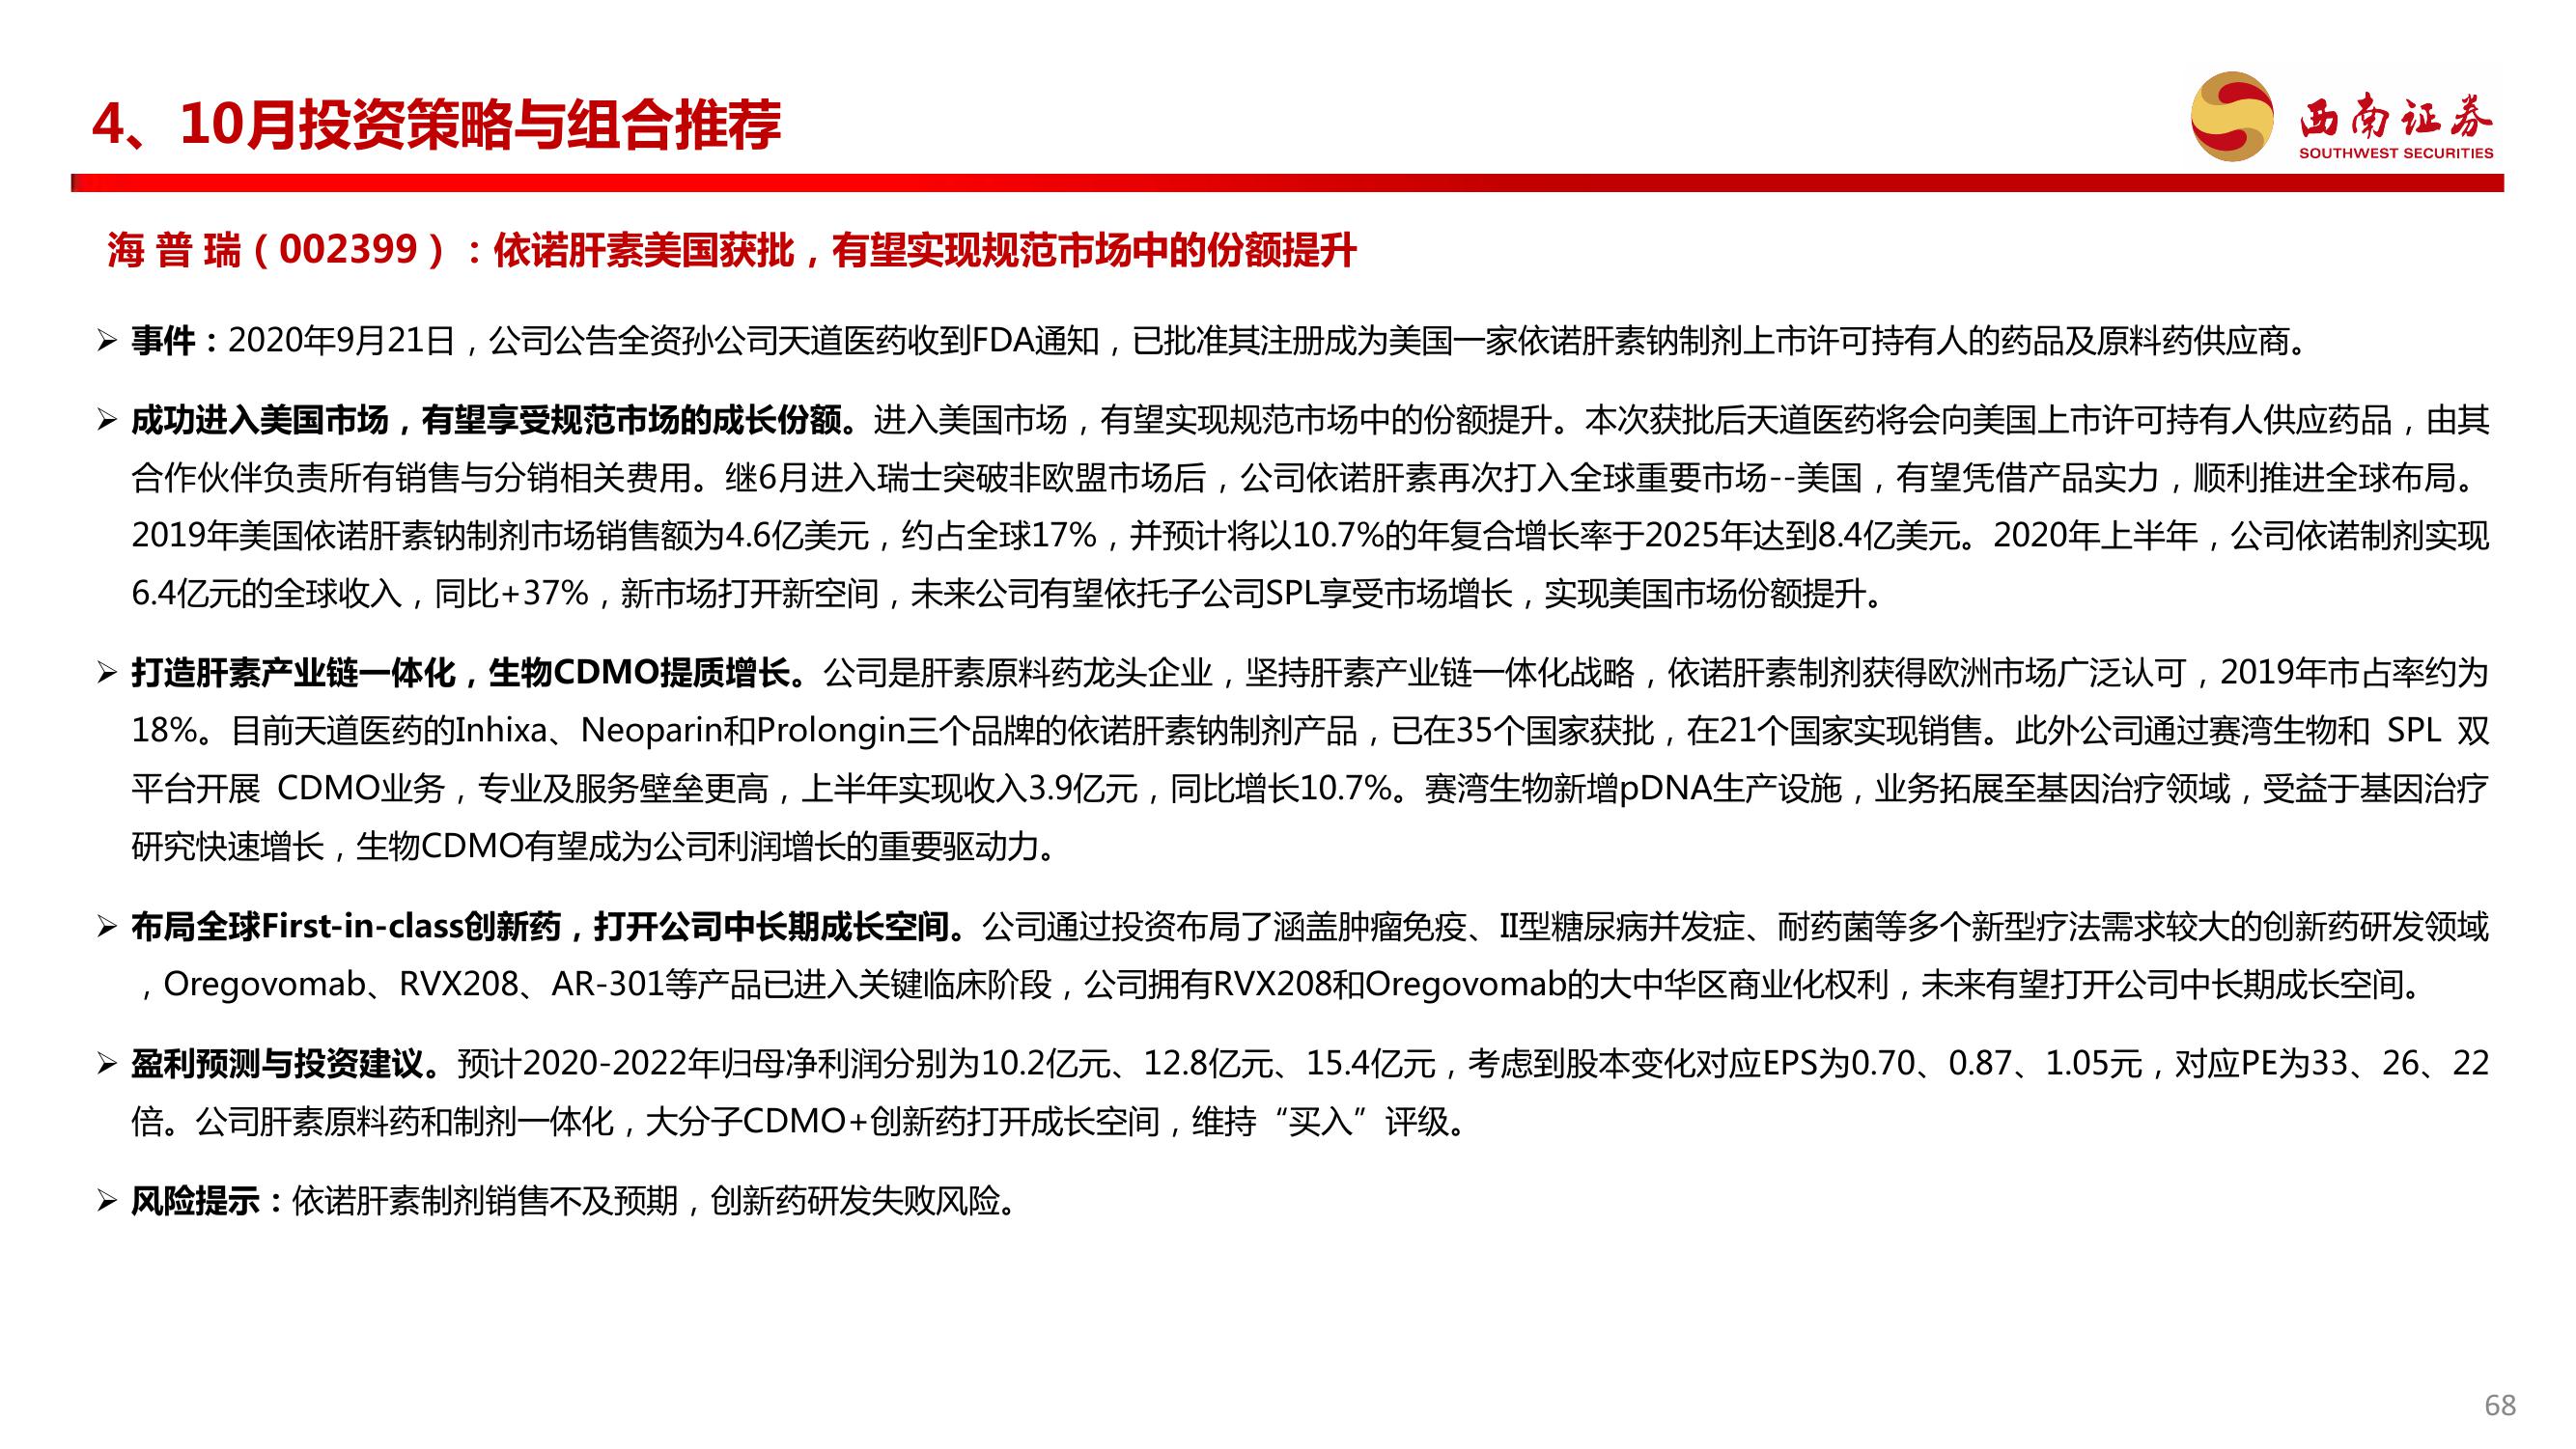 4、10月投资策略与组合推荐
西南证券
SOUTHWEST SECURITIES
海 普 瑞（002399）：依诺肝素美国获批，有望实现规范市场中的份额提升
➢ 事件：2020年9月21日，公司公告全资孙公司天道医药收到FDA通知，已批准其注册成为美国一家依诺肝素钠制剂上市许可持有人的药品及原料药供应商。
➢ 成功进入美国市场，有望享受规范市场的成长份额。进入美国市场，有望实现规范市场中的份额提升。本次获批后天道医药将会向美国上市许可持有人供应药品，由其
合作伙伴负责所有销售与分销相关费用。继6月进入瑞士突破非欧盟市场后，公司依诺肝素再次打入全球重要市场--美国，有望凭借产品实力，顺利推进全球布局。
2019年美国依诺肝素钠制剂市场销售额为4.6亿美元，约占全球17%，并预计将以10.7%的年复合增长率于2025年达到8.4亿美元。2020年上半年，公司依诺制剂实现
6.4亿元的全球收入，同比+37%，新市场打开新空间，未来公司有望依托子公司SPL享受市场增长，实现美国市场份额提升。
➢ 打造肝素产业链一体化，生物CDMO提质增长。公司是肝素原料药龙头企业，坚持肝素产业链一体化战略，依诺肝素制剂获得欧洲市场广泛认可，2019年市占率约为
18%。目前天道医药的Inhixa、Neoparin和Prolongin三个品牌的依诺肝素钠制剂产品，已在35个国家获批，在21个国家实现销售。此外公司通过赛湾生物和 SPL 双
平台开展 CDMO业务，专业及服务壁垒更高，上半年实现收入3.9亿元，同比增长10.7%。赛湾生物新增pDNA生产设施，业务拓展至基因治疗领域，受益于基因治疗
研究快速增长，生物CDMO有望成为公司利润增长的重要驱动力。
➢ 布局全球First-in-class创新药，打开公司中长期成长空间。公司通过投资布局了涵盖肿瘤免疫、II型糖尿病并发症、耐药菌等多个新型疗法需求较大的创新药研发领域
，Oregovomab、RVX208、AR-301等产品已进入关键临床阶段，公司拥有RVX208和Oregovomab的大中华区商业化权利，未来有望打开公司中长期成长空间。
➢ 盈利预测与投资建议。预计2020-2022年归母净利润分别为10.2亿元、12.8亿元、15.4亿元，考虑到股本变化对应EPS为0.70、0.87、1.05元，对应PE为33、26、22
倍。公司肝素原料药和制剂一体化，大分子CDMO+创新药打开成长空间，维持“买入”评级。
➢ 风险提示：依诺肝素制剂销售不及预期，创新药研发失败风险。
68